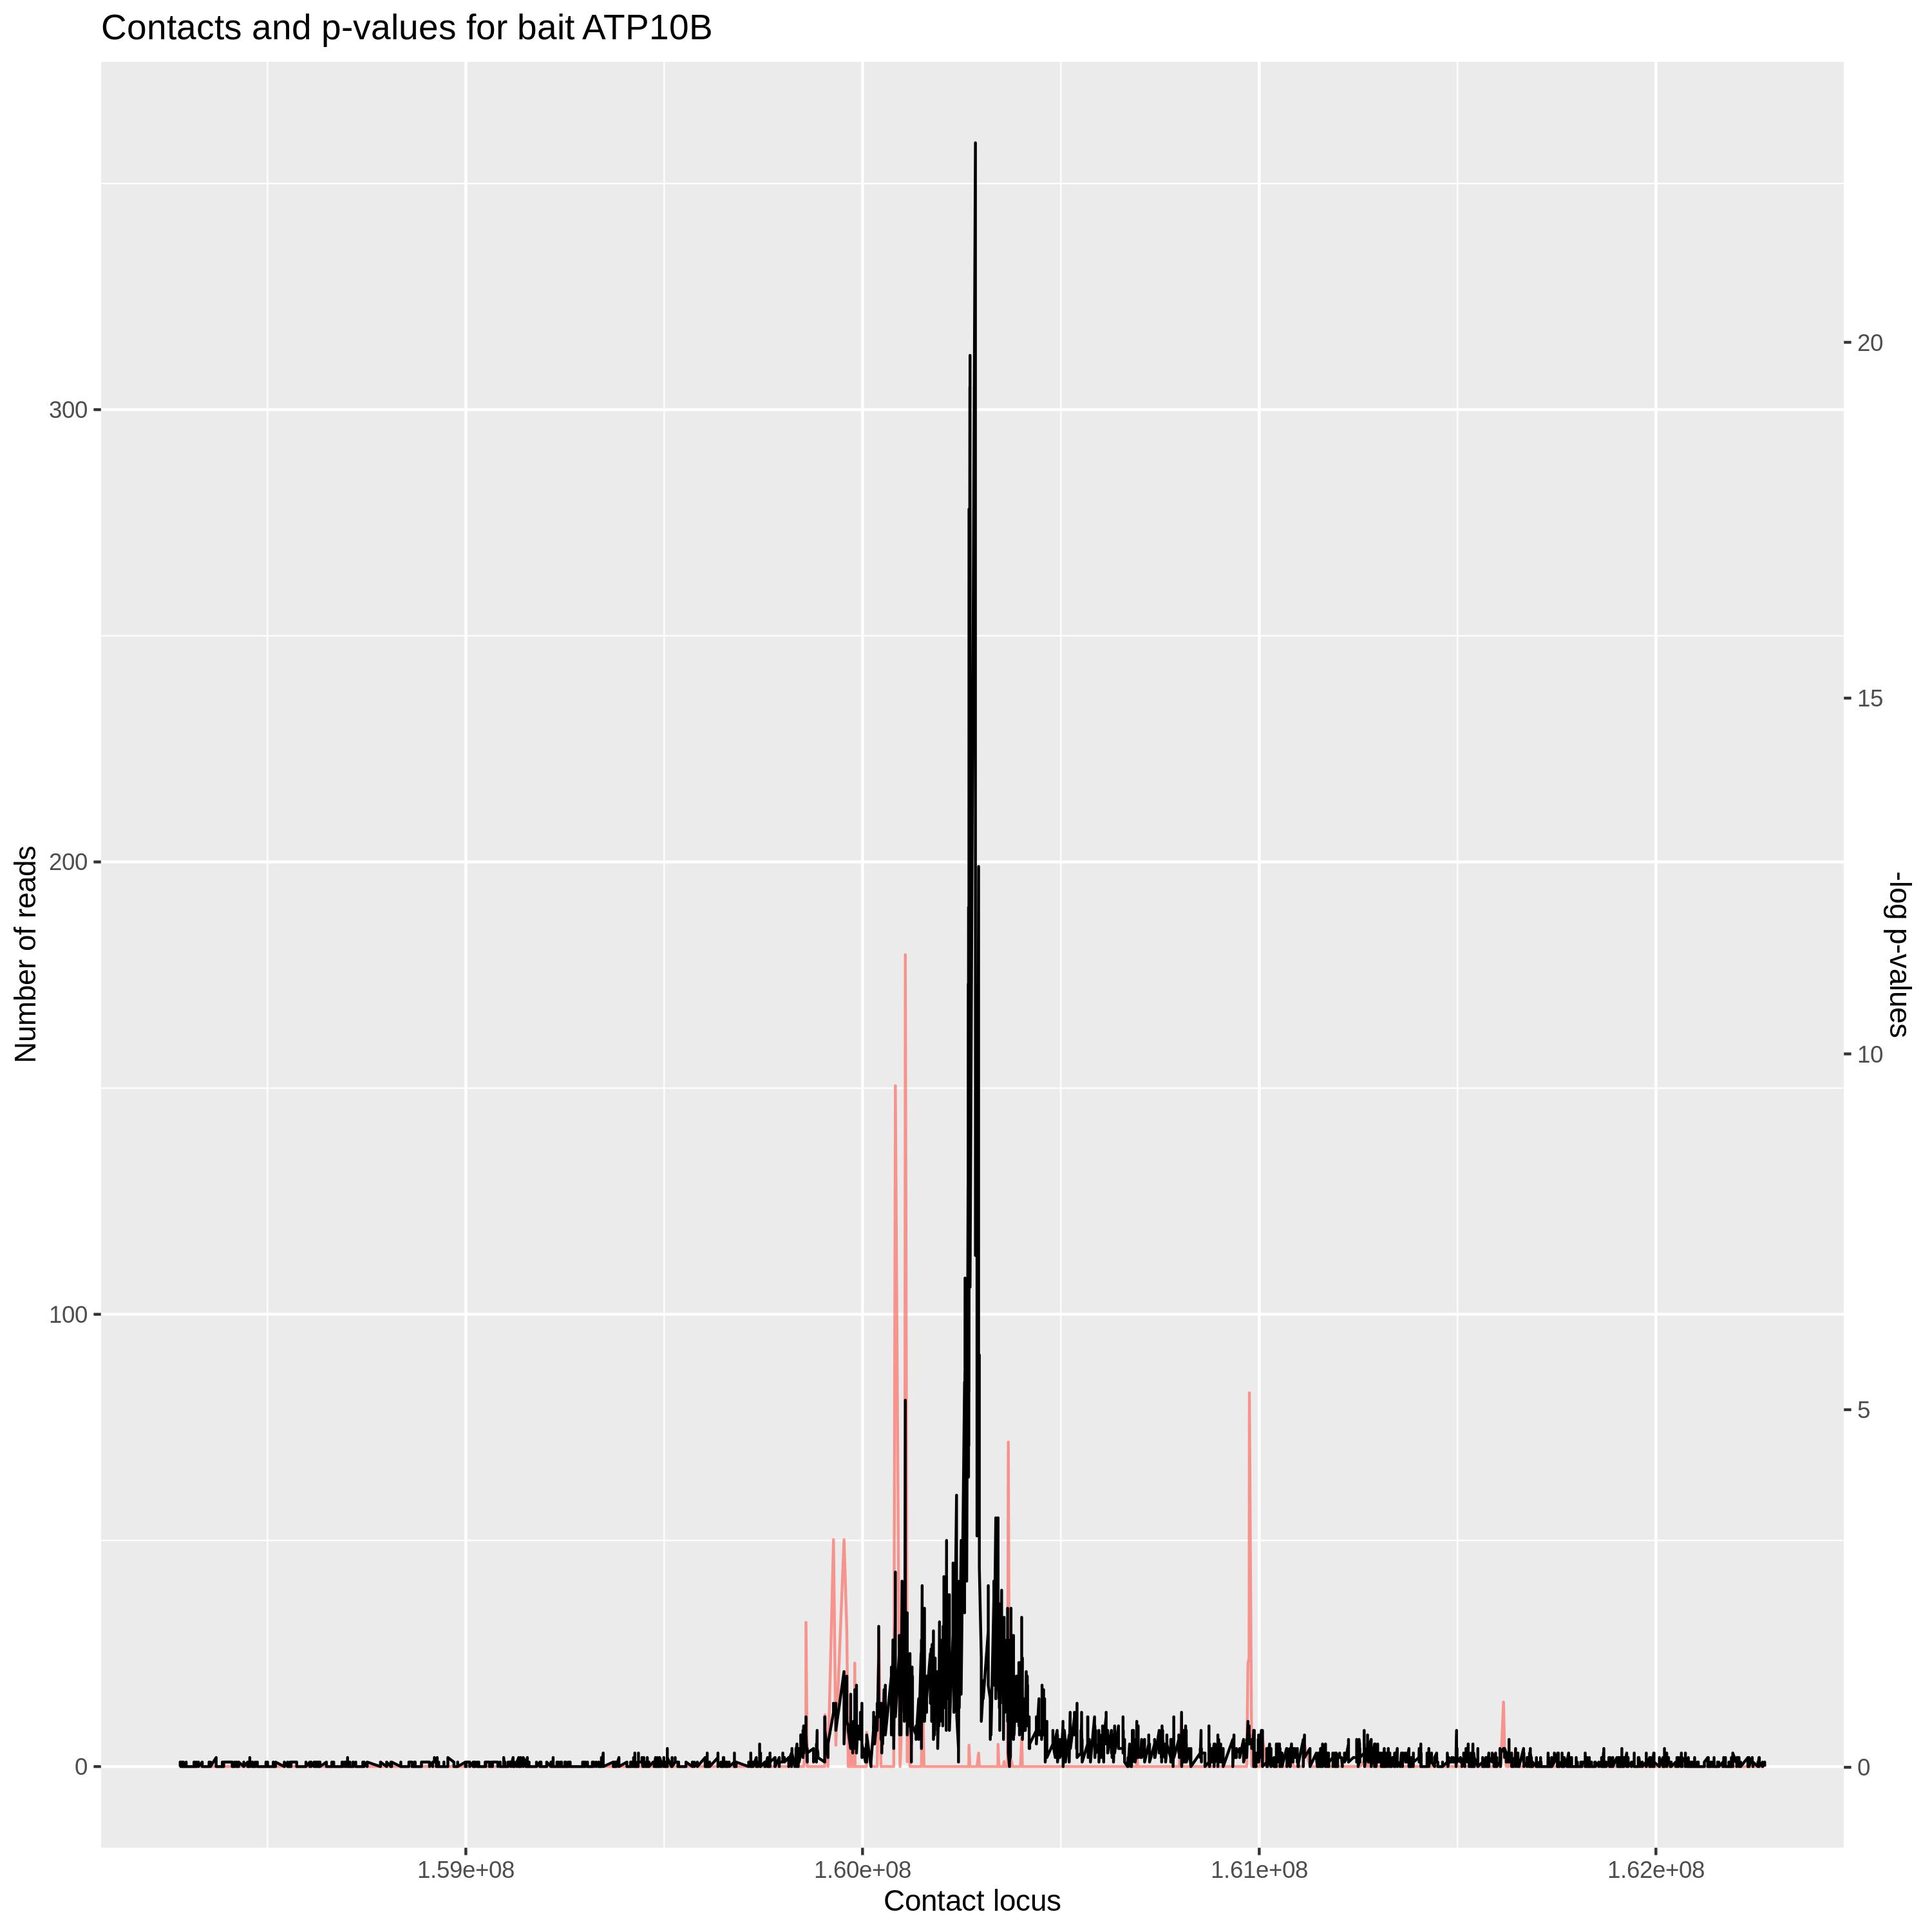 Contacts and p-values for bait ATP10B
300
200
100
0
Number of reads
20
15
10
5
0
-log p-values
1.59e+08
1.60e+08
1.61e+08
1.62e+08
Contact locus